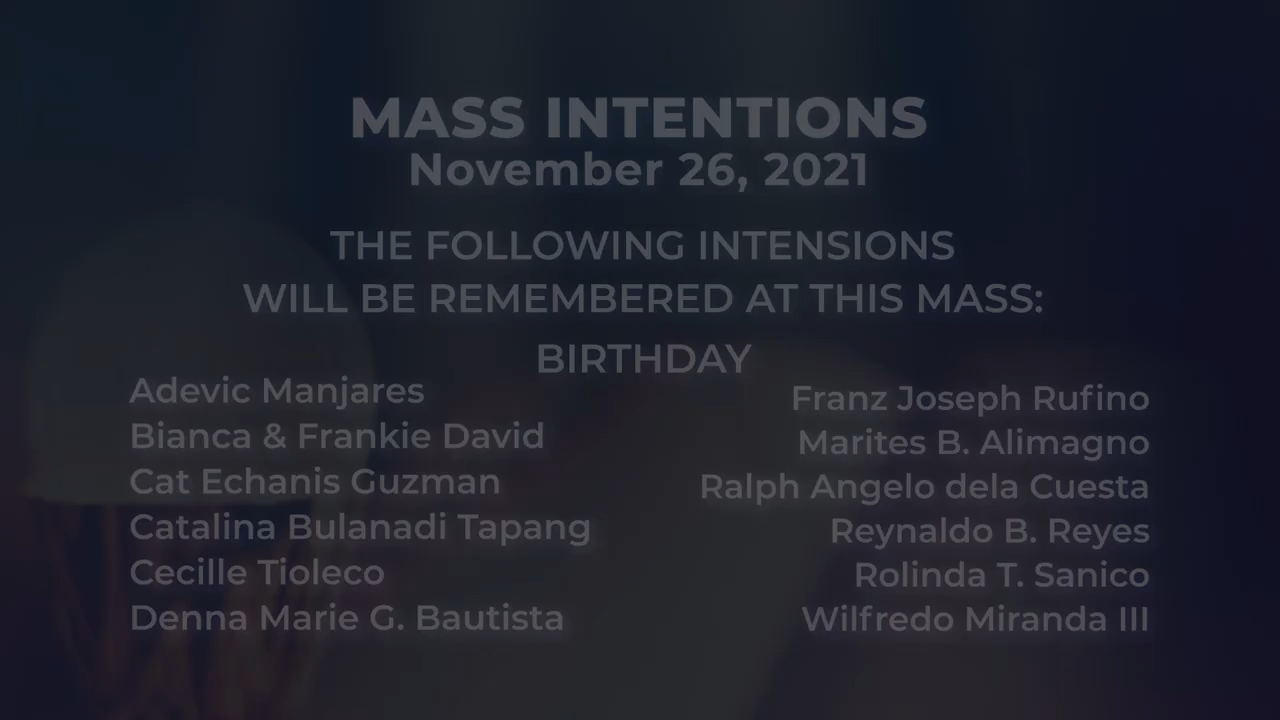 MASS INTENTIONS
November 26, 2021
THE FOLLOWING INTENSIONS
WILL BE REMEMBERED AT THIS MASS:
BIRTHDAY
Adevic Manjares
Bianca & Frankie David
Cat Echanis Guzman
Catalina Bulanadi Tapang
Cecille Tioleco
Denna Marie G. Bautista
Franz Joseph Rufino
Marites B. Alimagno
Ralph Angelo dela Cuesta
Reynaldo B. Reyes
Rolinda T. Sanico
Wilfredo Miranda III